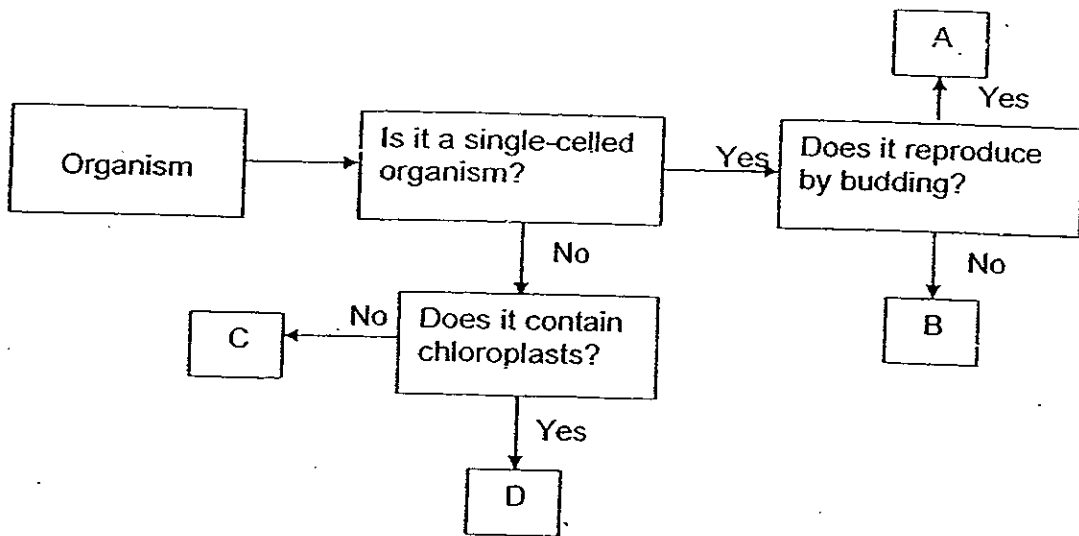 A
Yes
Organism
Is it a single-celled
organism?
Yes
Does it reproduce
by budding?
No
No
B
C
No
Does it contain
chloroplasts?
Yes
D